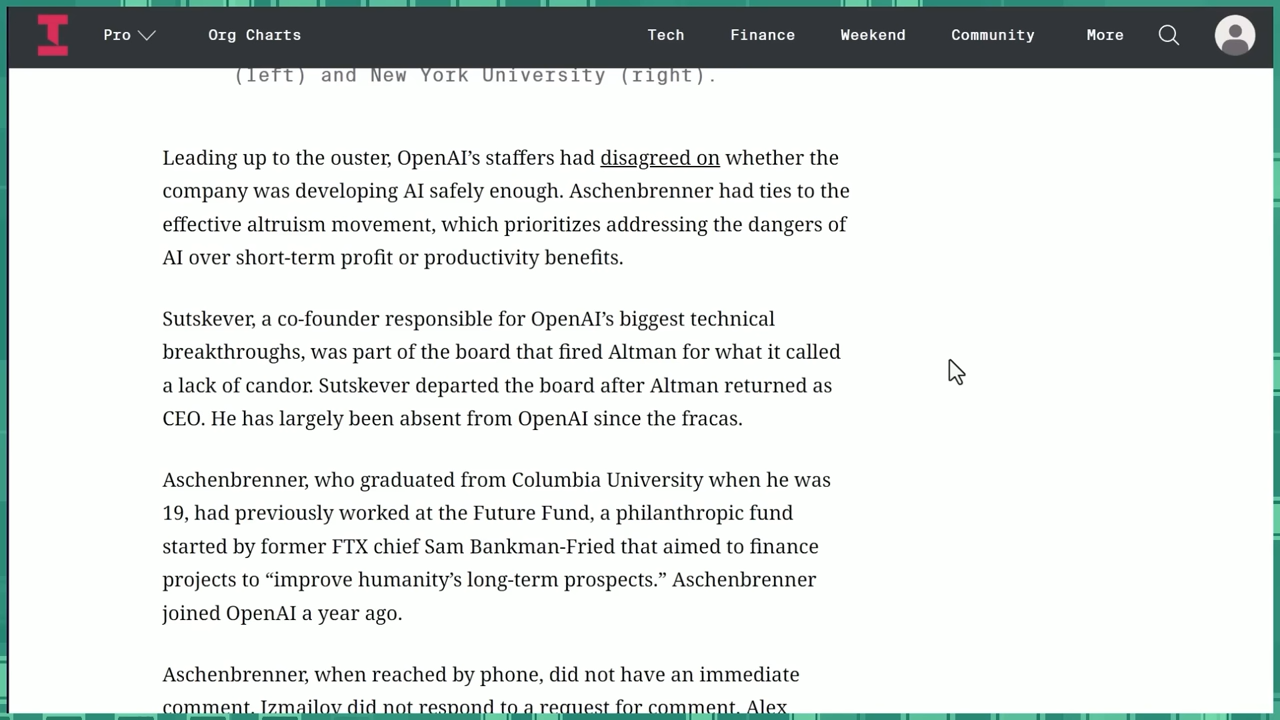 Pro
Org Charts
Tech
Finance
Weekend
Community
More
(left) and New York University (right).
Leading up to the ouster, OpenAI’s staffers had disagreed on whether the
company was developing AI safely enough. Aschenbrenner had ties to the
effective altruism movement, which prioritizes addressing the dangers of
AI over short-term profit or productivity benefits.
Sutskever, a co-founder responsible for OpenAI’s biggest technical
breakthroughs, was part of the board that fired Altman for what it called
a lack of candor. Sutskever departed the board after Altman returned as
CEO. He has largely been absent from OpenAI since the fracas.
Aschenbrenner, who graduated from Columbia University when he was
19, had previously worked at the Future Fund, a philanthropic fund
started by former FTX chief Sam Bankman-Fried that aimed to finance
projects to “improve humanity’s long-term prospects.” Aschenbrenner
joined OpenAI a year ago.
Aschenbrenner, when reached by phone, did not have an immediate
comment. Izmailov did not respond to a request for comment. Alex